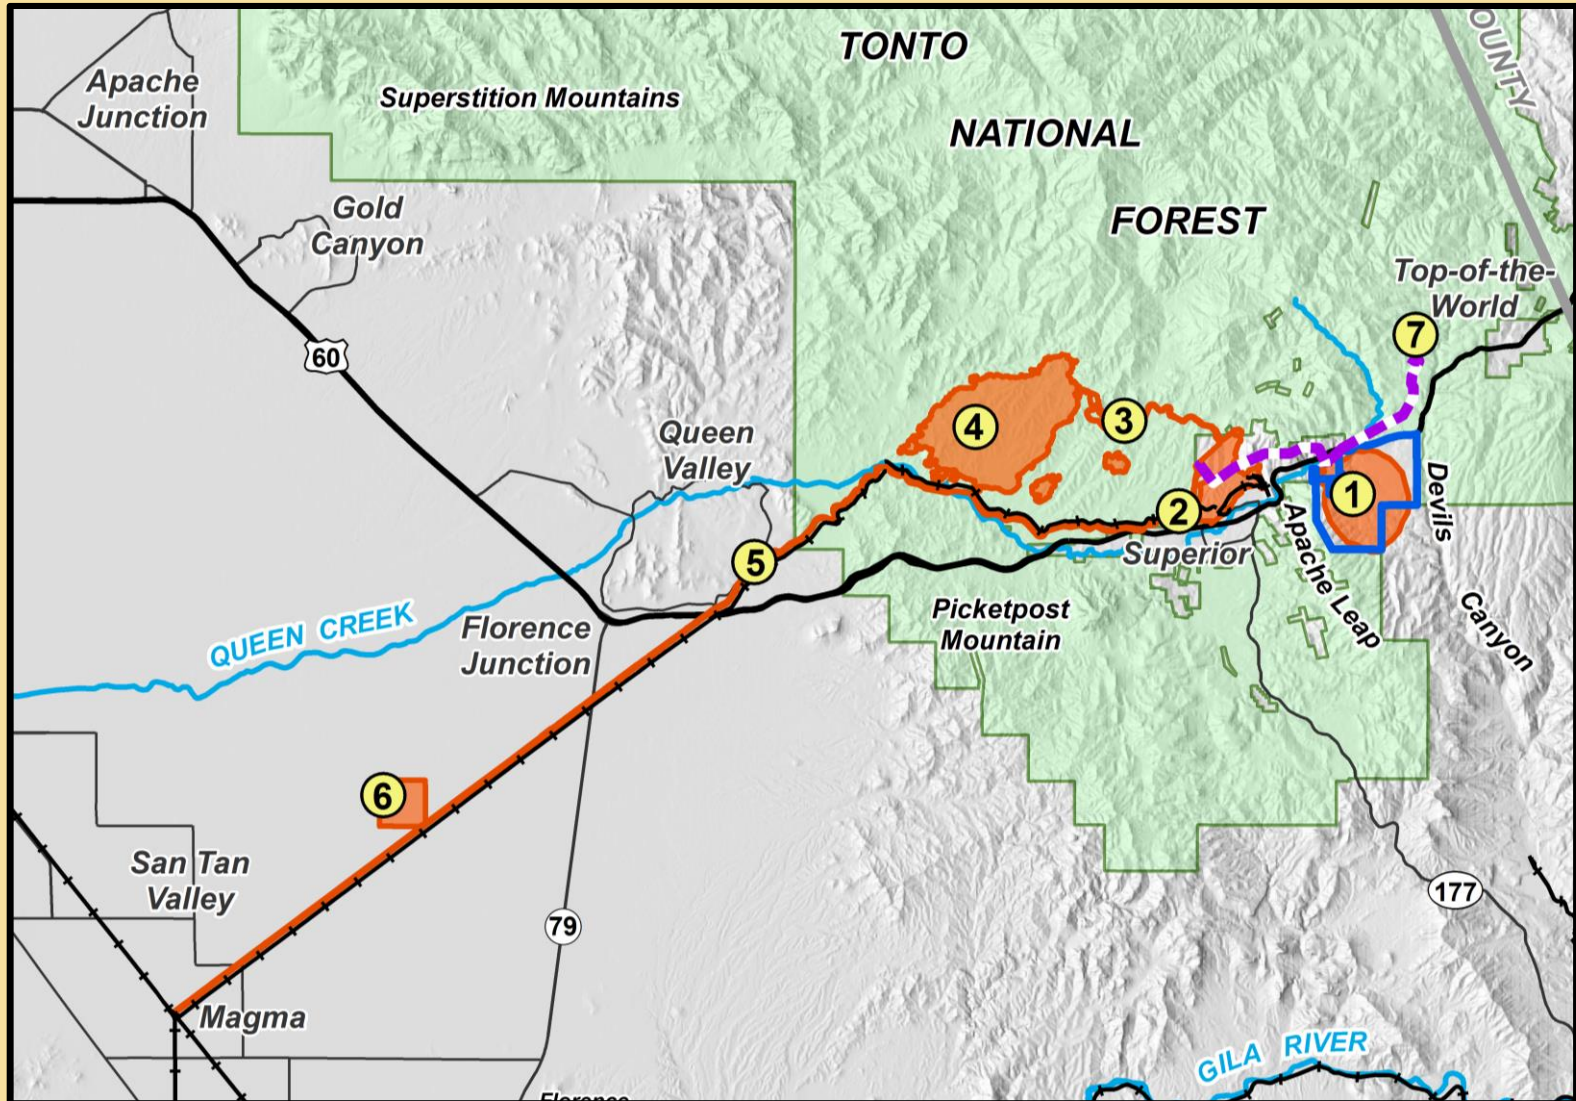 TONTO
NATIONAL
FOREST
OUNTY
Apache
Junction
Superstition Mountains
Gold
Canyon
Top-of-the-
World
60
7
Queen
Valley
4
3
2
1
Devils
Canyon
Apache Leap
Superior
5
Picketpost
Mountain
QUEEN CREEK
Florence
Junction
6
San Tan
Valley
79
177
Magma
GILA RIVER
Florence